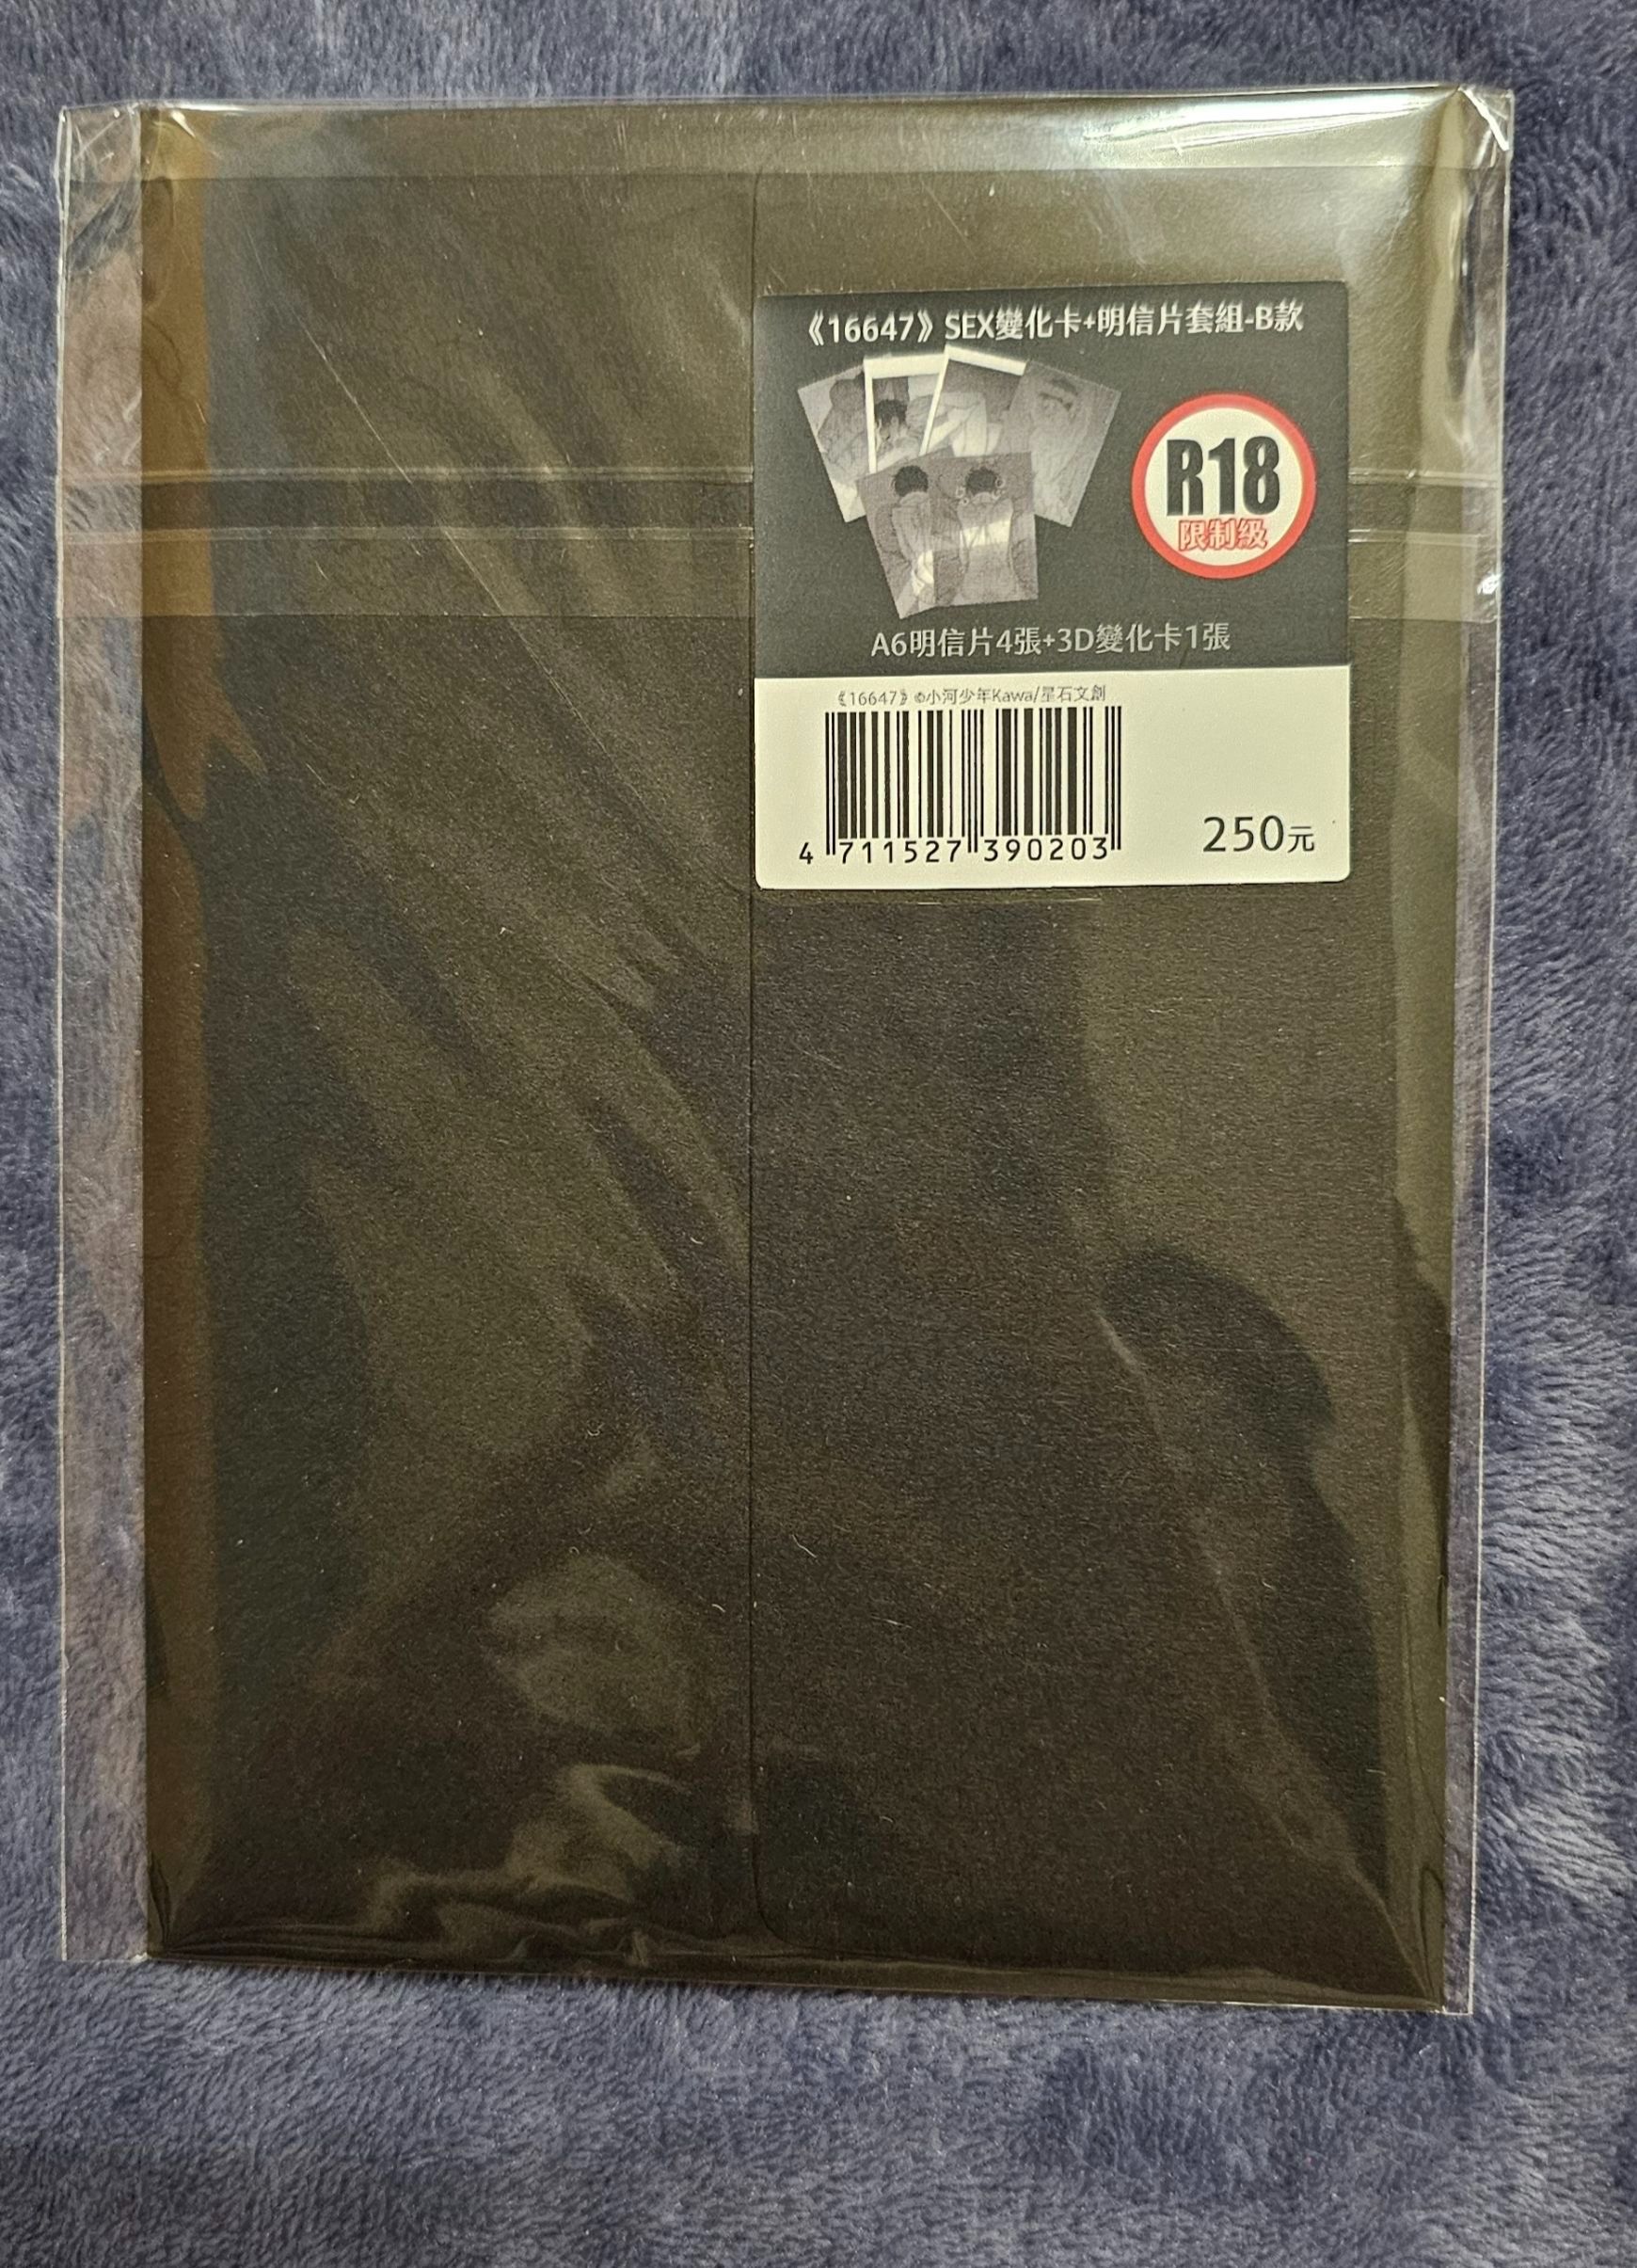 《16647》SEX變化卡+明信片套組-B款
R18
限制級
A6明信片4張+3D變化卡1張
《16647》©小河少年Kawa/星石文創
4 711527 390203
250元